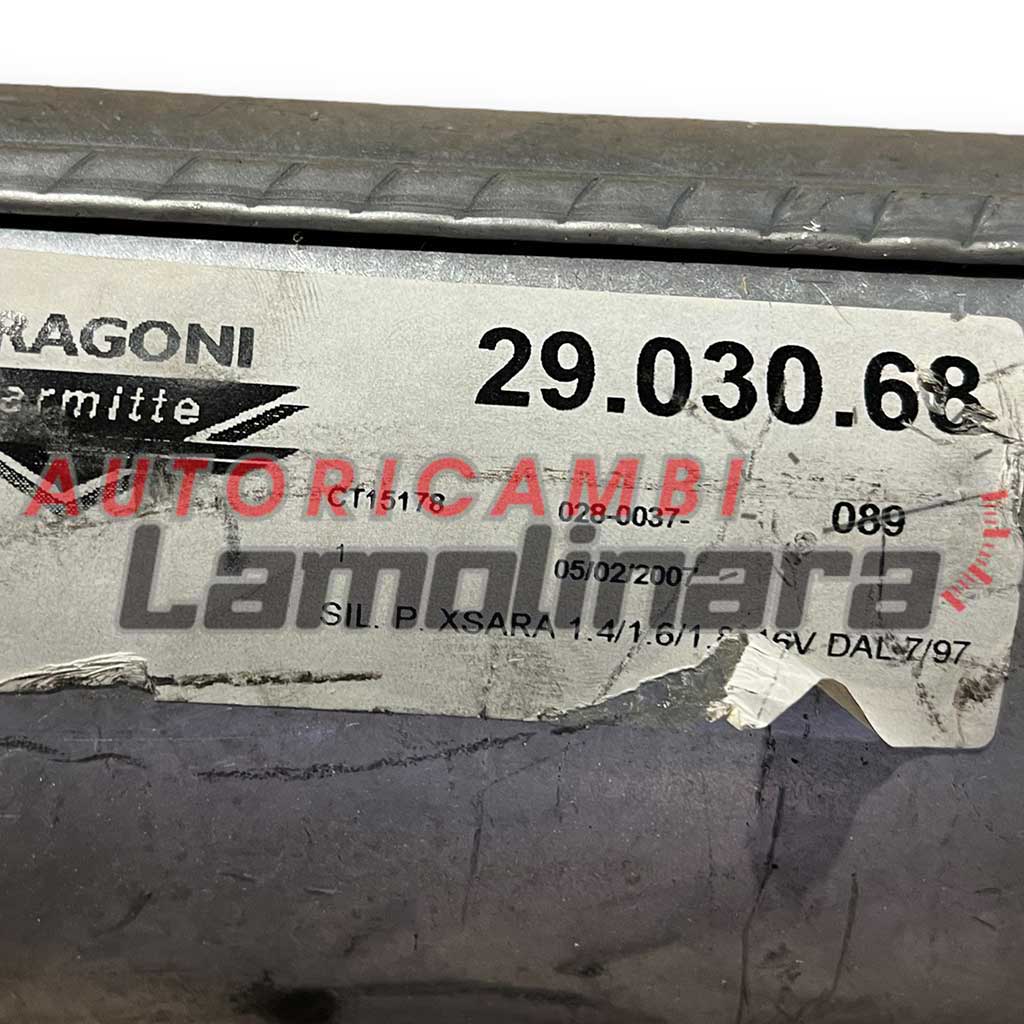 RAGONI
armitte
29.030.68
AUTORICAMBI
Lamolinara
CT15178 028-0037- 089
1 05/02/2007
SIL. P. XSARA 1.4/1.6/1.8 16V DAL 7/97